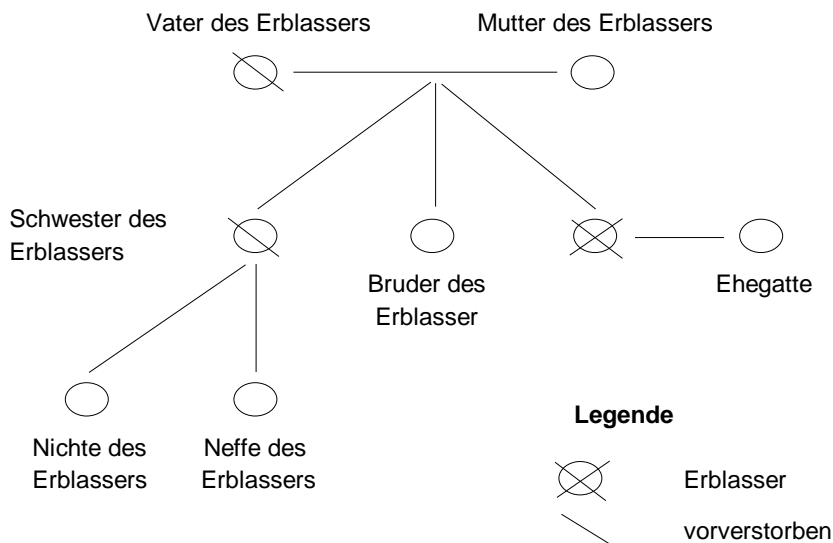 Vater des Erblassers
Mutter des Erblassers
Schwester des
Erblassers
Bruder des
Erblasser
Ehegatte
Nichte des
Erblassers
Neffe des
Erblassers
Legende
Erblasser
vorverstorben